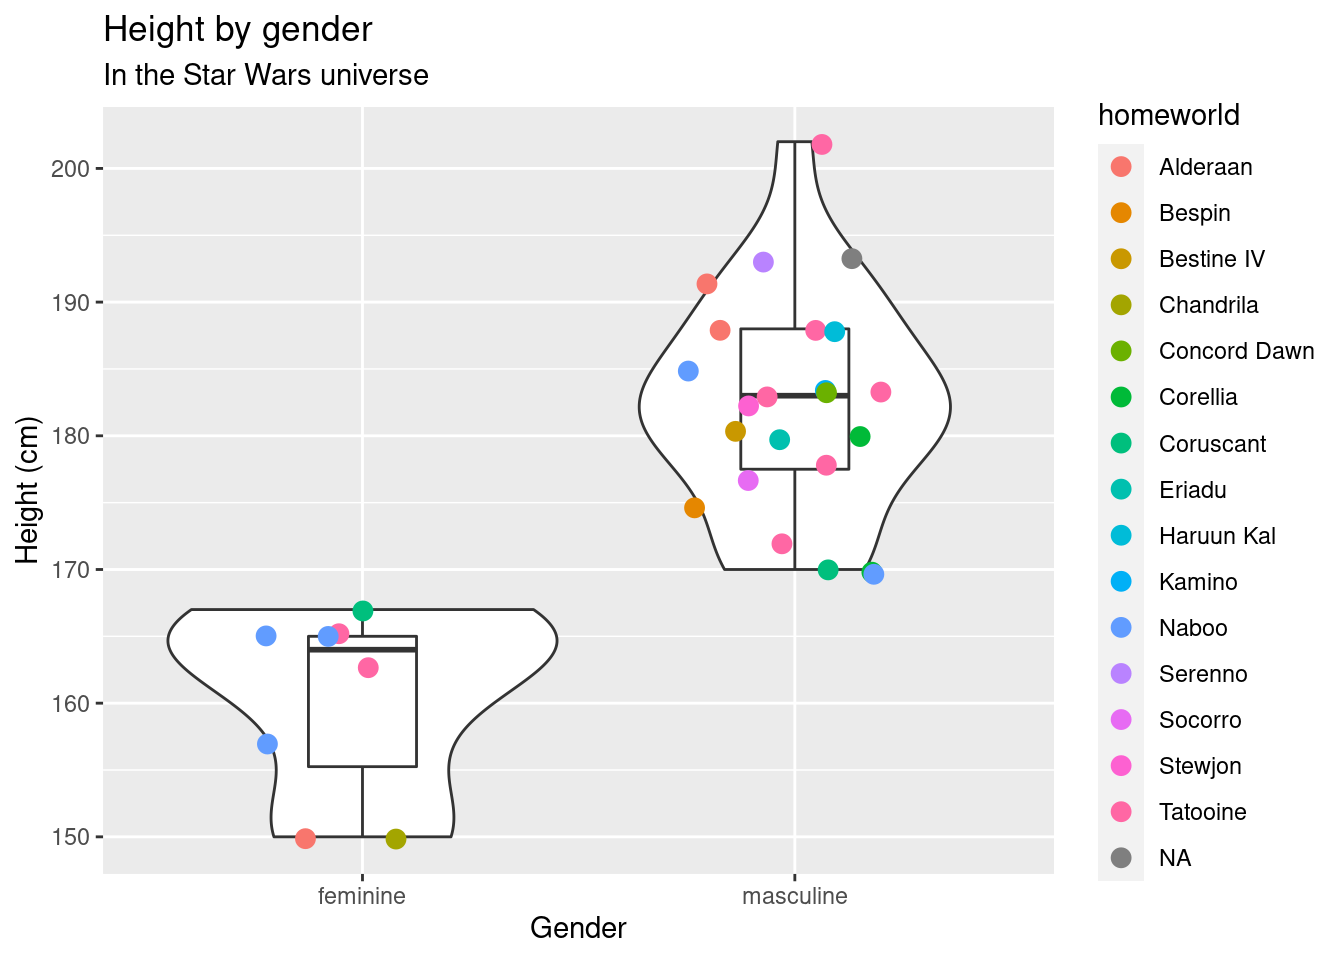 Height by gender
In the Star Wars universe
Height (cm)
200
190
180
170
160
150
feminine
masculine
Gender
homeworld
Alderaan
Bespin
Bestine IV
Chandrila
Concord Dawn
Corellia
Coruscant
Eriadu
Haruun Kal
Kamino
Naboo
Serenno
Socorro
Stewjon
Tatooine
NA